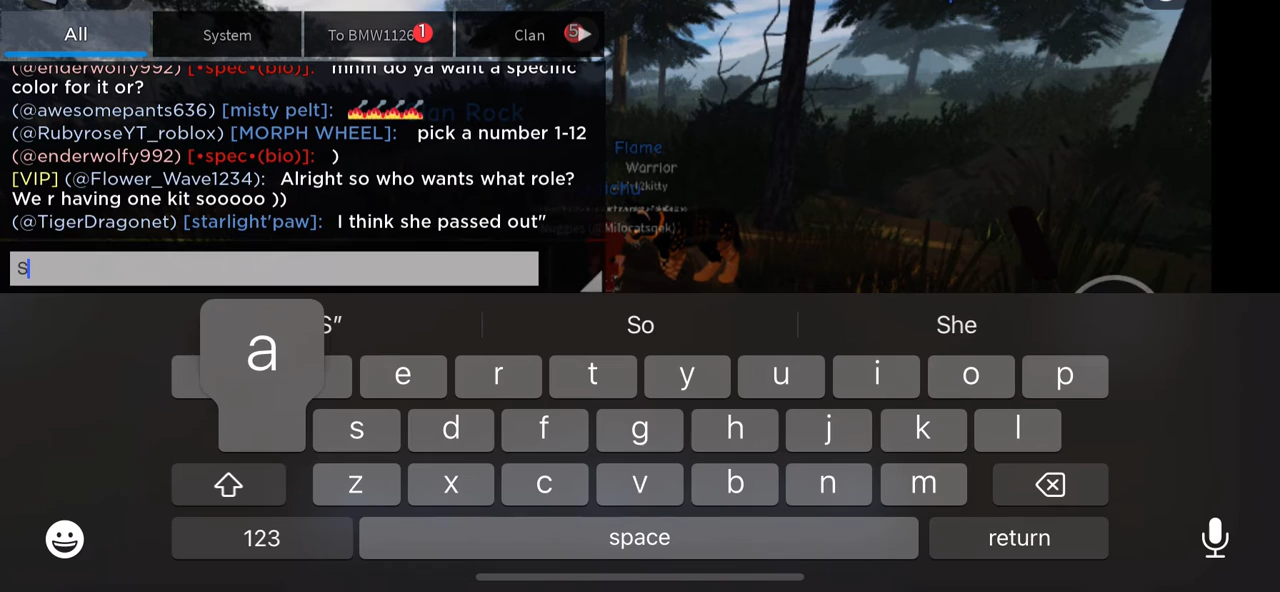 All System To BMW1126 1 Clan 5
(@enderwolfy992) [•spec•(bio)]: mhm do ya want a specific
color for it or?
(@awesomepants636) [misty pelt]: 🔥🔥🔥🔥
(@RubyroseYT_roblox) [MORPH WHEEL]: pick a number 1-12
(@enderwolfy992) [•spec•(bio)]: )
[VIP] (@Flower_Wave1234): Alright so who wants what role?
We r having one kit sooooo ))
(@TigerDragonet) [starlight'paw]: I think she passed out"
Rock
Flame
Warrior
S
S" So She
a
e r t y u i o p
s d f g h j k l
z x c v b n m
123 space return